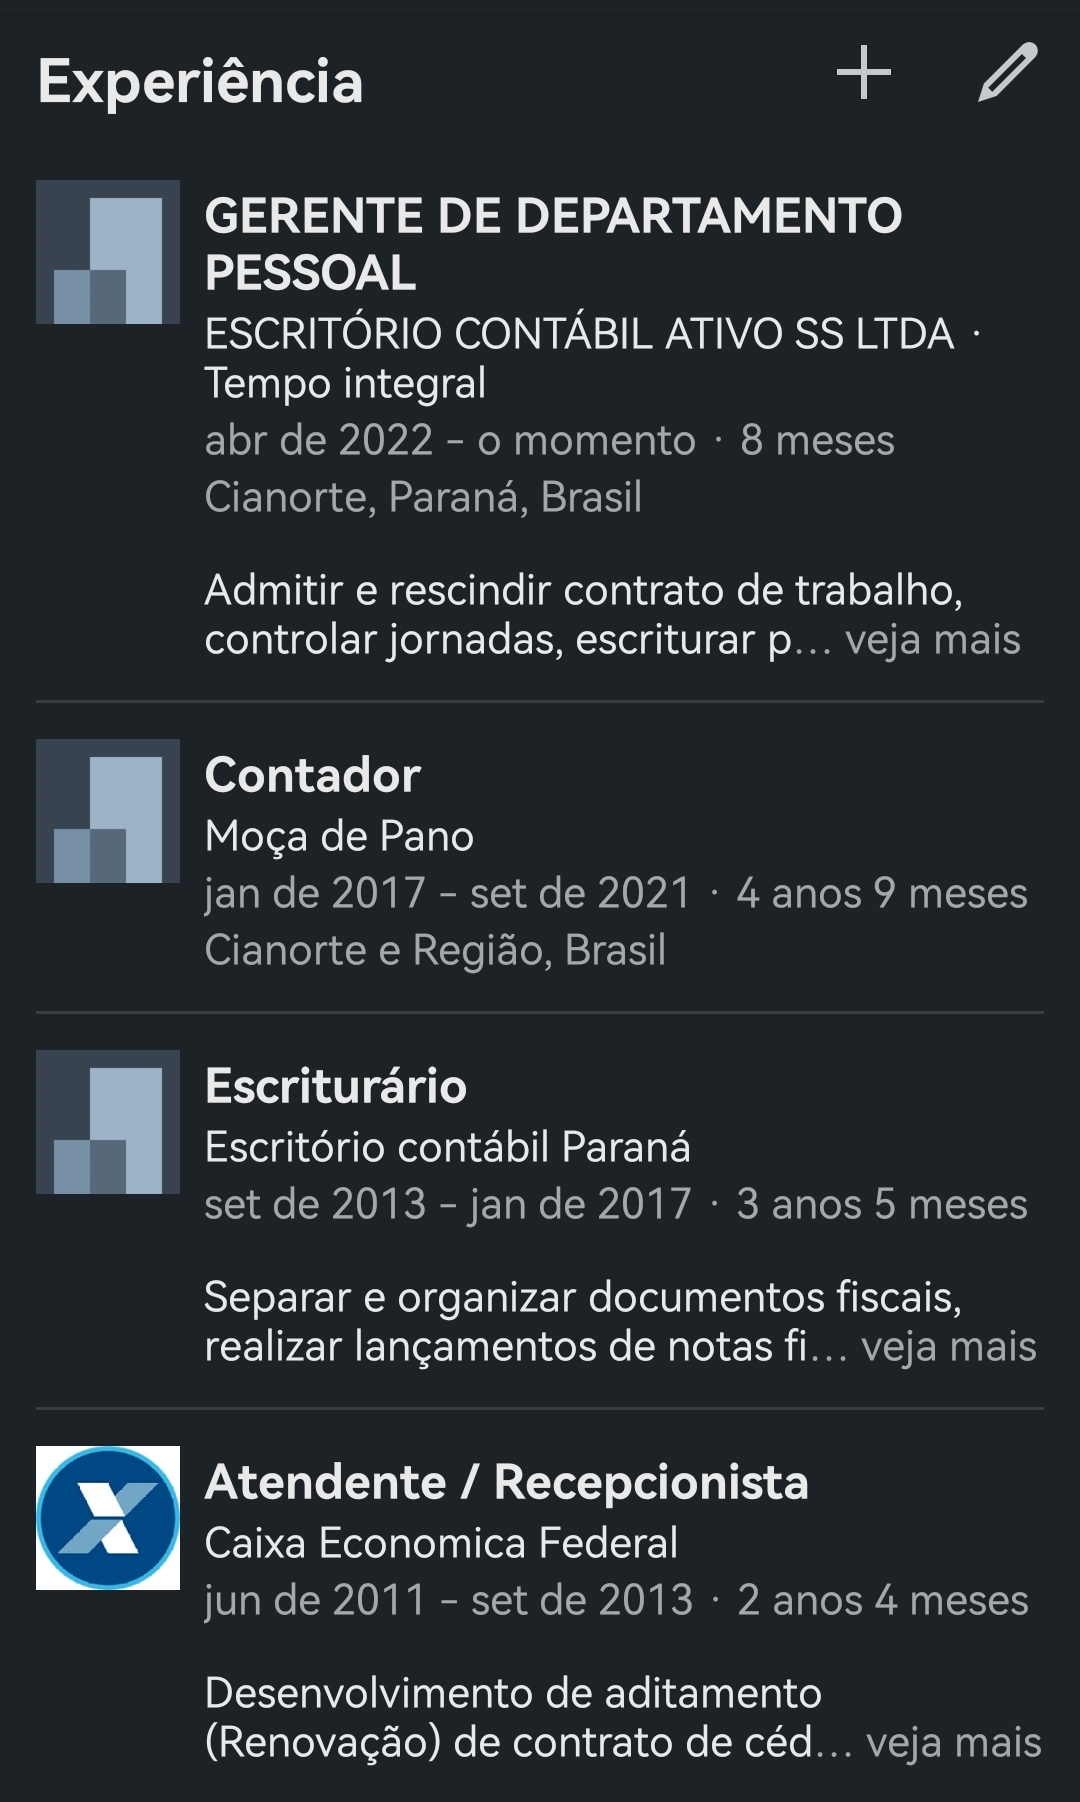 Experiência
GERENTE DE DEPARTAMENTO
PESSOAL
ESCRITÓRIO CONTÁBIL ATIVO SS LTDA ·
Tempo integral
abr de 2022 – o momento · 8 meses
Cianorte, Paraná, Brasil
Admitir e rescindir contrato de trabalho,
controlar jornadas, escriturar p... veja mais
Contador
Moça de Pano
jan de 2017 – set de 2021 · 4 anos 9 meses
Cianorte e Região, Brasil
Escriturário
Escritório contábil Paraná
set de 2013 – jan de 2017 · 3 anos 5 meses
Separar e organizar documentos fiscais,
realizar lançamentos de notas fi... veja mais
Atendente / Recepcionista
Caixa Economica Federal
jun de 2011 – set de 2013 · 2 anos 4 meses
Desenvolvimento de aditamento
(Renovação) de contrato de céd... veja mais